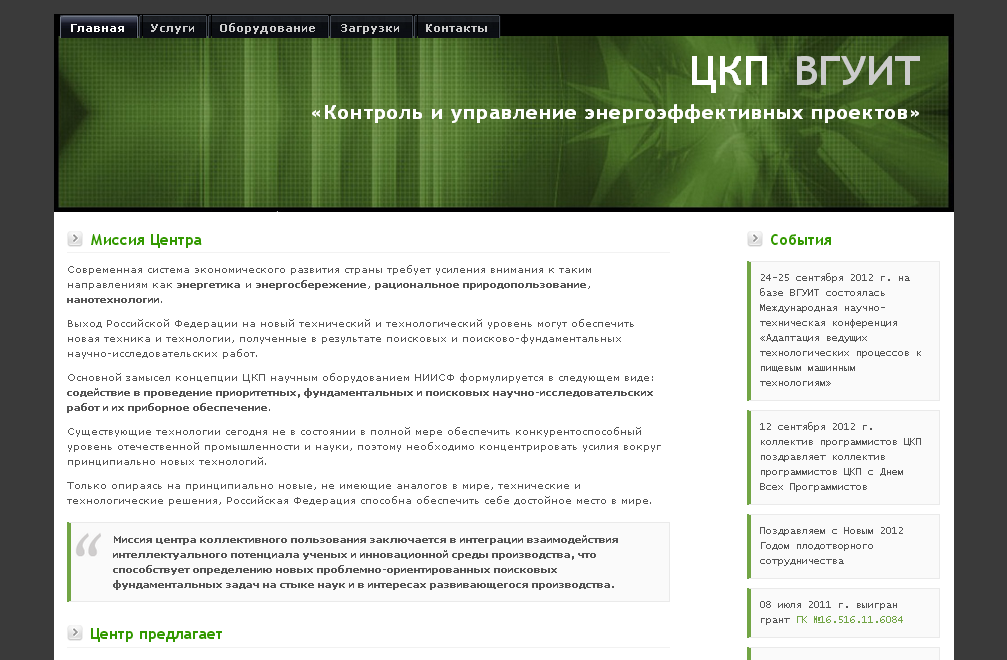 Главная Услуги Оборудование Загрузки Контакты
ЦКП ВГУИТ
«Контроль и управление энергоэффективных проектов»
Миссия Центра
Современная система экономического развития страны требует усиления внимания к таким
направлениям как энергетика и энергосбережение, рациональное природопользование,
нанотехнологии.
Выход Российской Федерации на новый технический и технологический уровень могут обеспечить
новая техника и технологии, полученные в результате поисковых и поисково-фундаментальных
научно-исследовательских работ.
Основной замысел концепции ЦКП научным оборудованием НИИСФ формулируется в следующем виде:
содействие в проведение приоритетных, фундаментальных и поисковых научно-исследовательских
работ и их приборное обеспечение.
Существующие технологии сегодня не в состоянии в полной мере обеспечить конкурентоспособный
уровень отечественной промышленности и науки, поэтому необходимо концентрировать усилия вокруг
принципиально новых технологий.
Только опираясь на принципиально новые, не имеющие аналогов в мире, технические и
технологические решения, Российская Федерация способна обеспечить себе достойное место в мире.
Миссия центра коллективного пользования заключается в интеграции взаимодействия
интеллектуального потенциала ученых и инновационной среды производства, что
способствует определению новых проблемно-ориентированных поисковых
фундаментальных задач на стыке наук и в интересах развивающегося производства.
Центр предлагает
События
24-25 сентября 2012 г. на
базе ВГУИТ состоялась
Международная научно-
техническая конференция
«Адаптация ведущих
технологических процессов к
пищевым машинным
технологиям»
12 сентября 2012 г.
коллектив программистов ЦКП
поздравляет коллектив
программистов ЦКП с Днем
Всех Программистов
Поздравляем с Новым 2012
Годом плодотворного
сотрудничества
08 июля 2011 г. выигран
грант ГК №16.516.11.6084